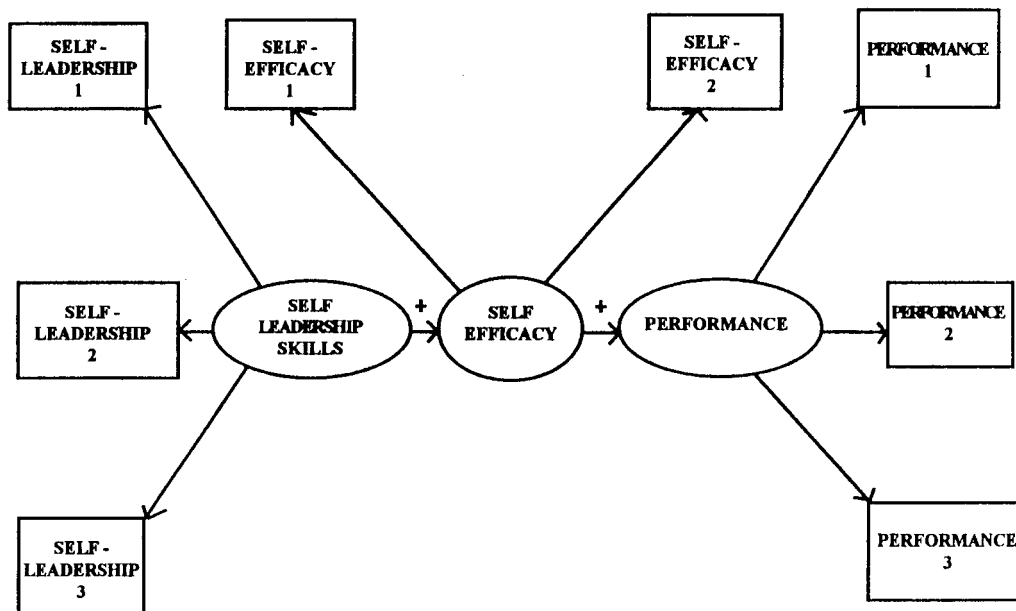 SELF -
LEADERSHIP
1
SELF -
EFFICACY
1
SELF -
EFFICACY
2
PERFORMANCE
1
SELF -
LEADERSHIP
2
SELF
LEADERSHIP
SKILLS
+
SELF
EFFICACY
+
PERFORMANCE
PERFORMANCE
2
SELF -
LEADERSHIP
3
PERFORMANCE
3